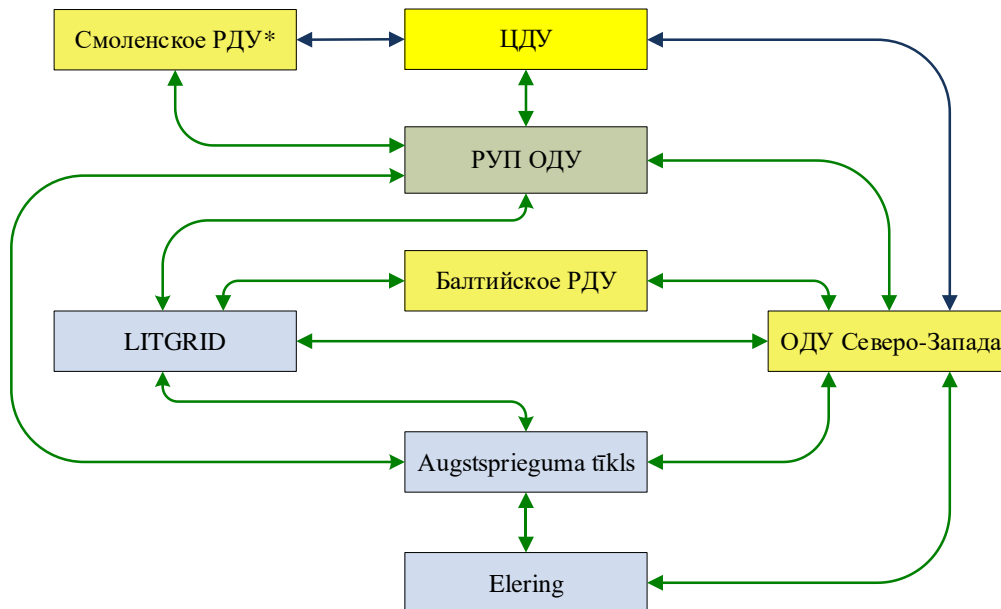 Смоленское РДУ*
ЦДУ
РУП ОДУ
Балтийское РДУ
LITGRID
ОДУ Северо-Запада
Augstsprieguma tīkls
Elering